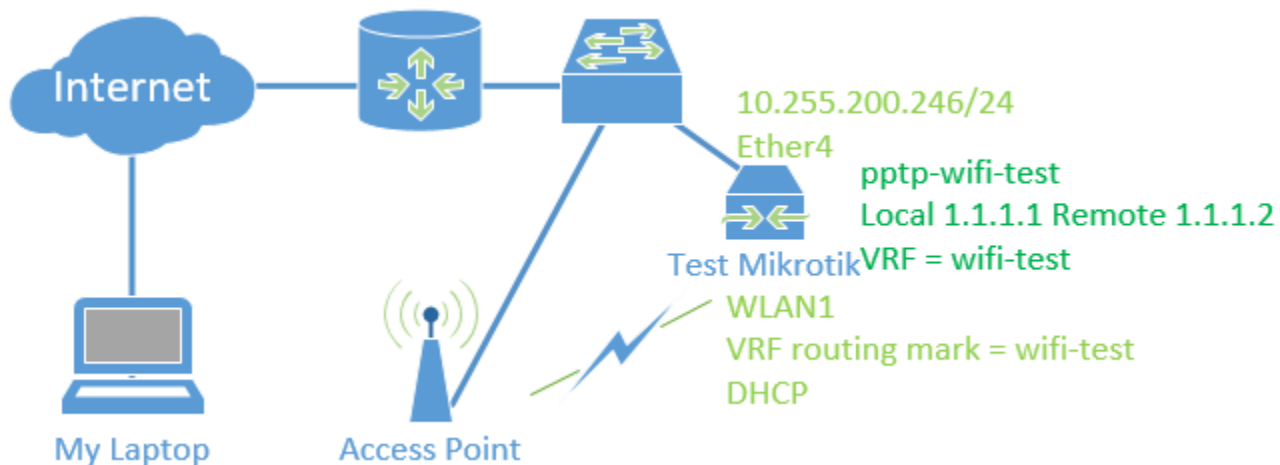 Internet
10.255.200.246/24
Ether4
pptp-wifi-test
Local 1.1.1.1 Remote 1.1.1.2
VRF = wifi-test
Test Mikrotik
WLAN1
VRF routing mark = wifi-test
DHCP
My Laptop
Access Point